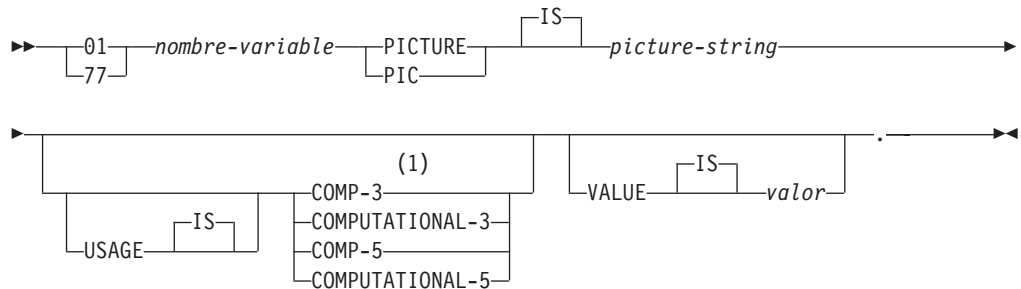 IS
01 nombre-variable PICTURE picture-string
77 PIC
(1) IS
COMP-3 VALUE valor .
IS COMPUTATIONAL-3
USAGE COMP-5
COMPUTATIONAL-5